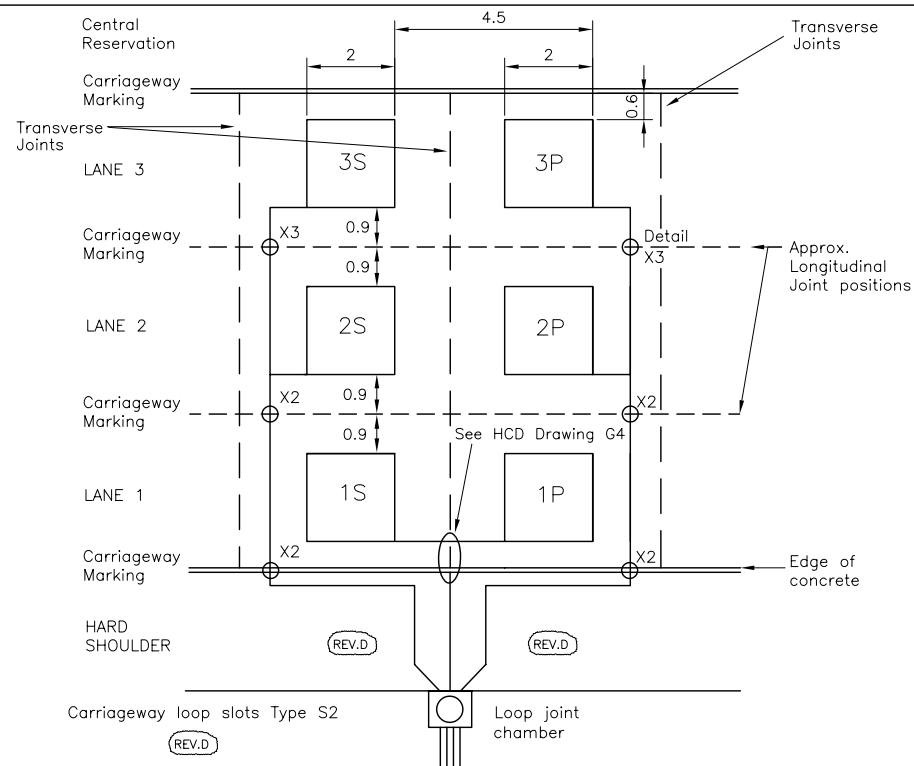 Central
Reservation
4.5
Transverse
Joints
2
2
Carriageway
Marking
0.6
Transverse
Joints
LANE 3
3S
3P
0.9
Carriageway
Marking
X3
Detail
X3
0.9
Approx.
Longitudinal
Joint positions
LANE 2
2S
2P
0.9
Carriageway
Marking
X2
X2
0.9
See HCD Drawing G4
LANE 1
1S
1P
Carriageway
Marking
X2
X2
Edge of
concrete
HARD
SHOULDER
REV.D
REV.D
Carriageway loop slots Type S2
REV.D
Loop joint
chamber